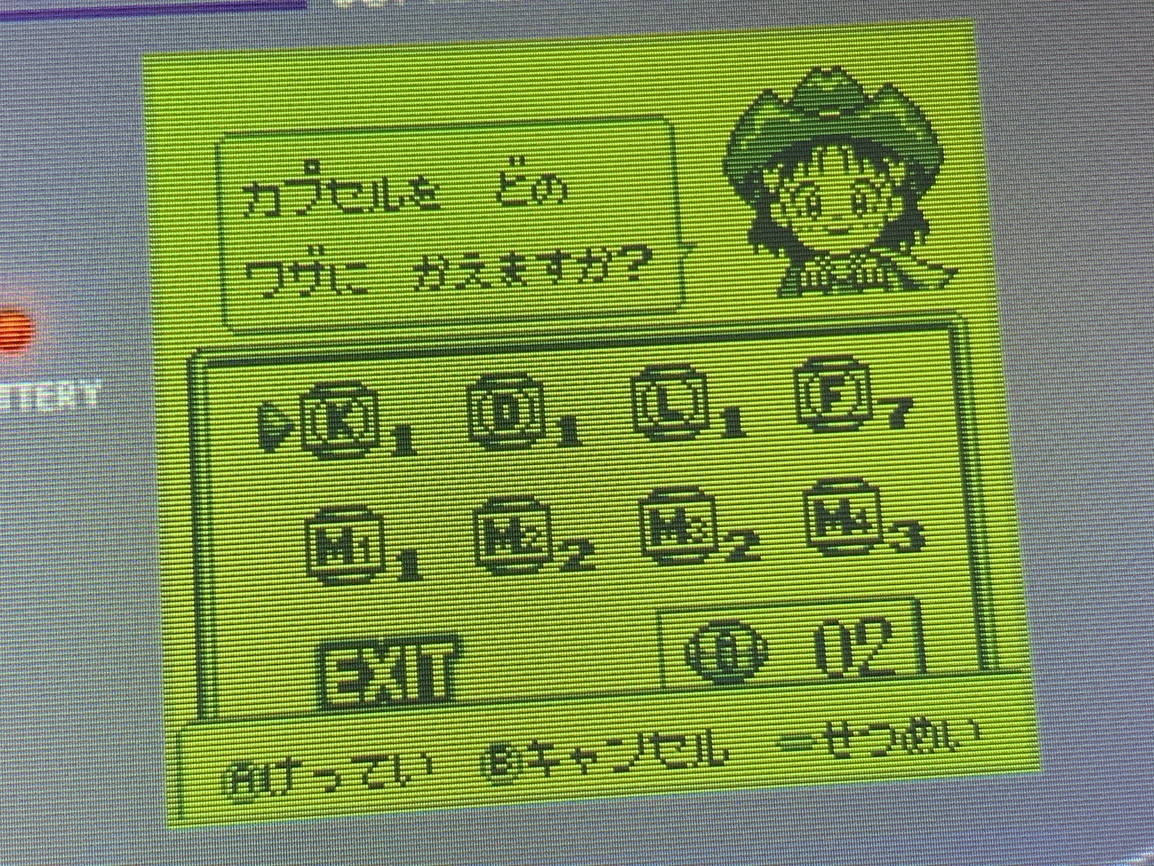 カプセルを どの
ワザに かえますか?
K1 D1 L1 F7
M1 1 M2 2 M3 2 M4 3
EXIT 02
Aけってい Bキャンセル ーせつめい
TTERY